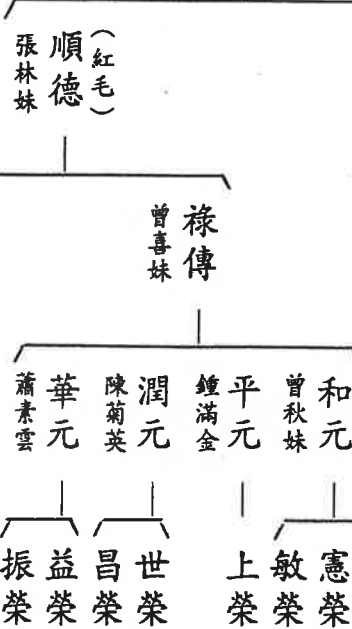 （紅毛）
順德
張林妹
祿傳
曾喜妹
和元
曾秋妹
平元
鍾滿金
潤元
陳菊英
華元
蕭素雲
憲榮
敏榮
上榮
世榮
昌榮
益榮
振榮